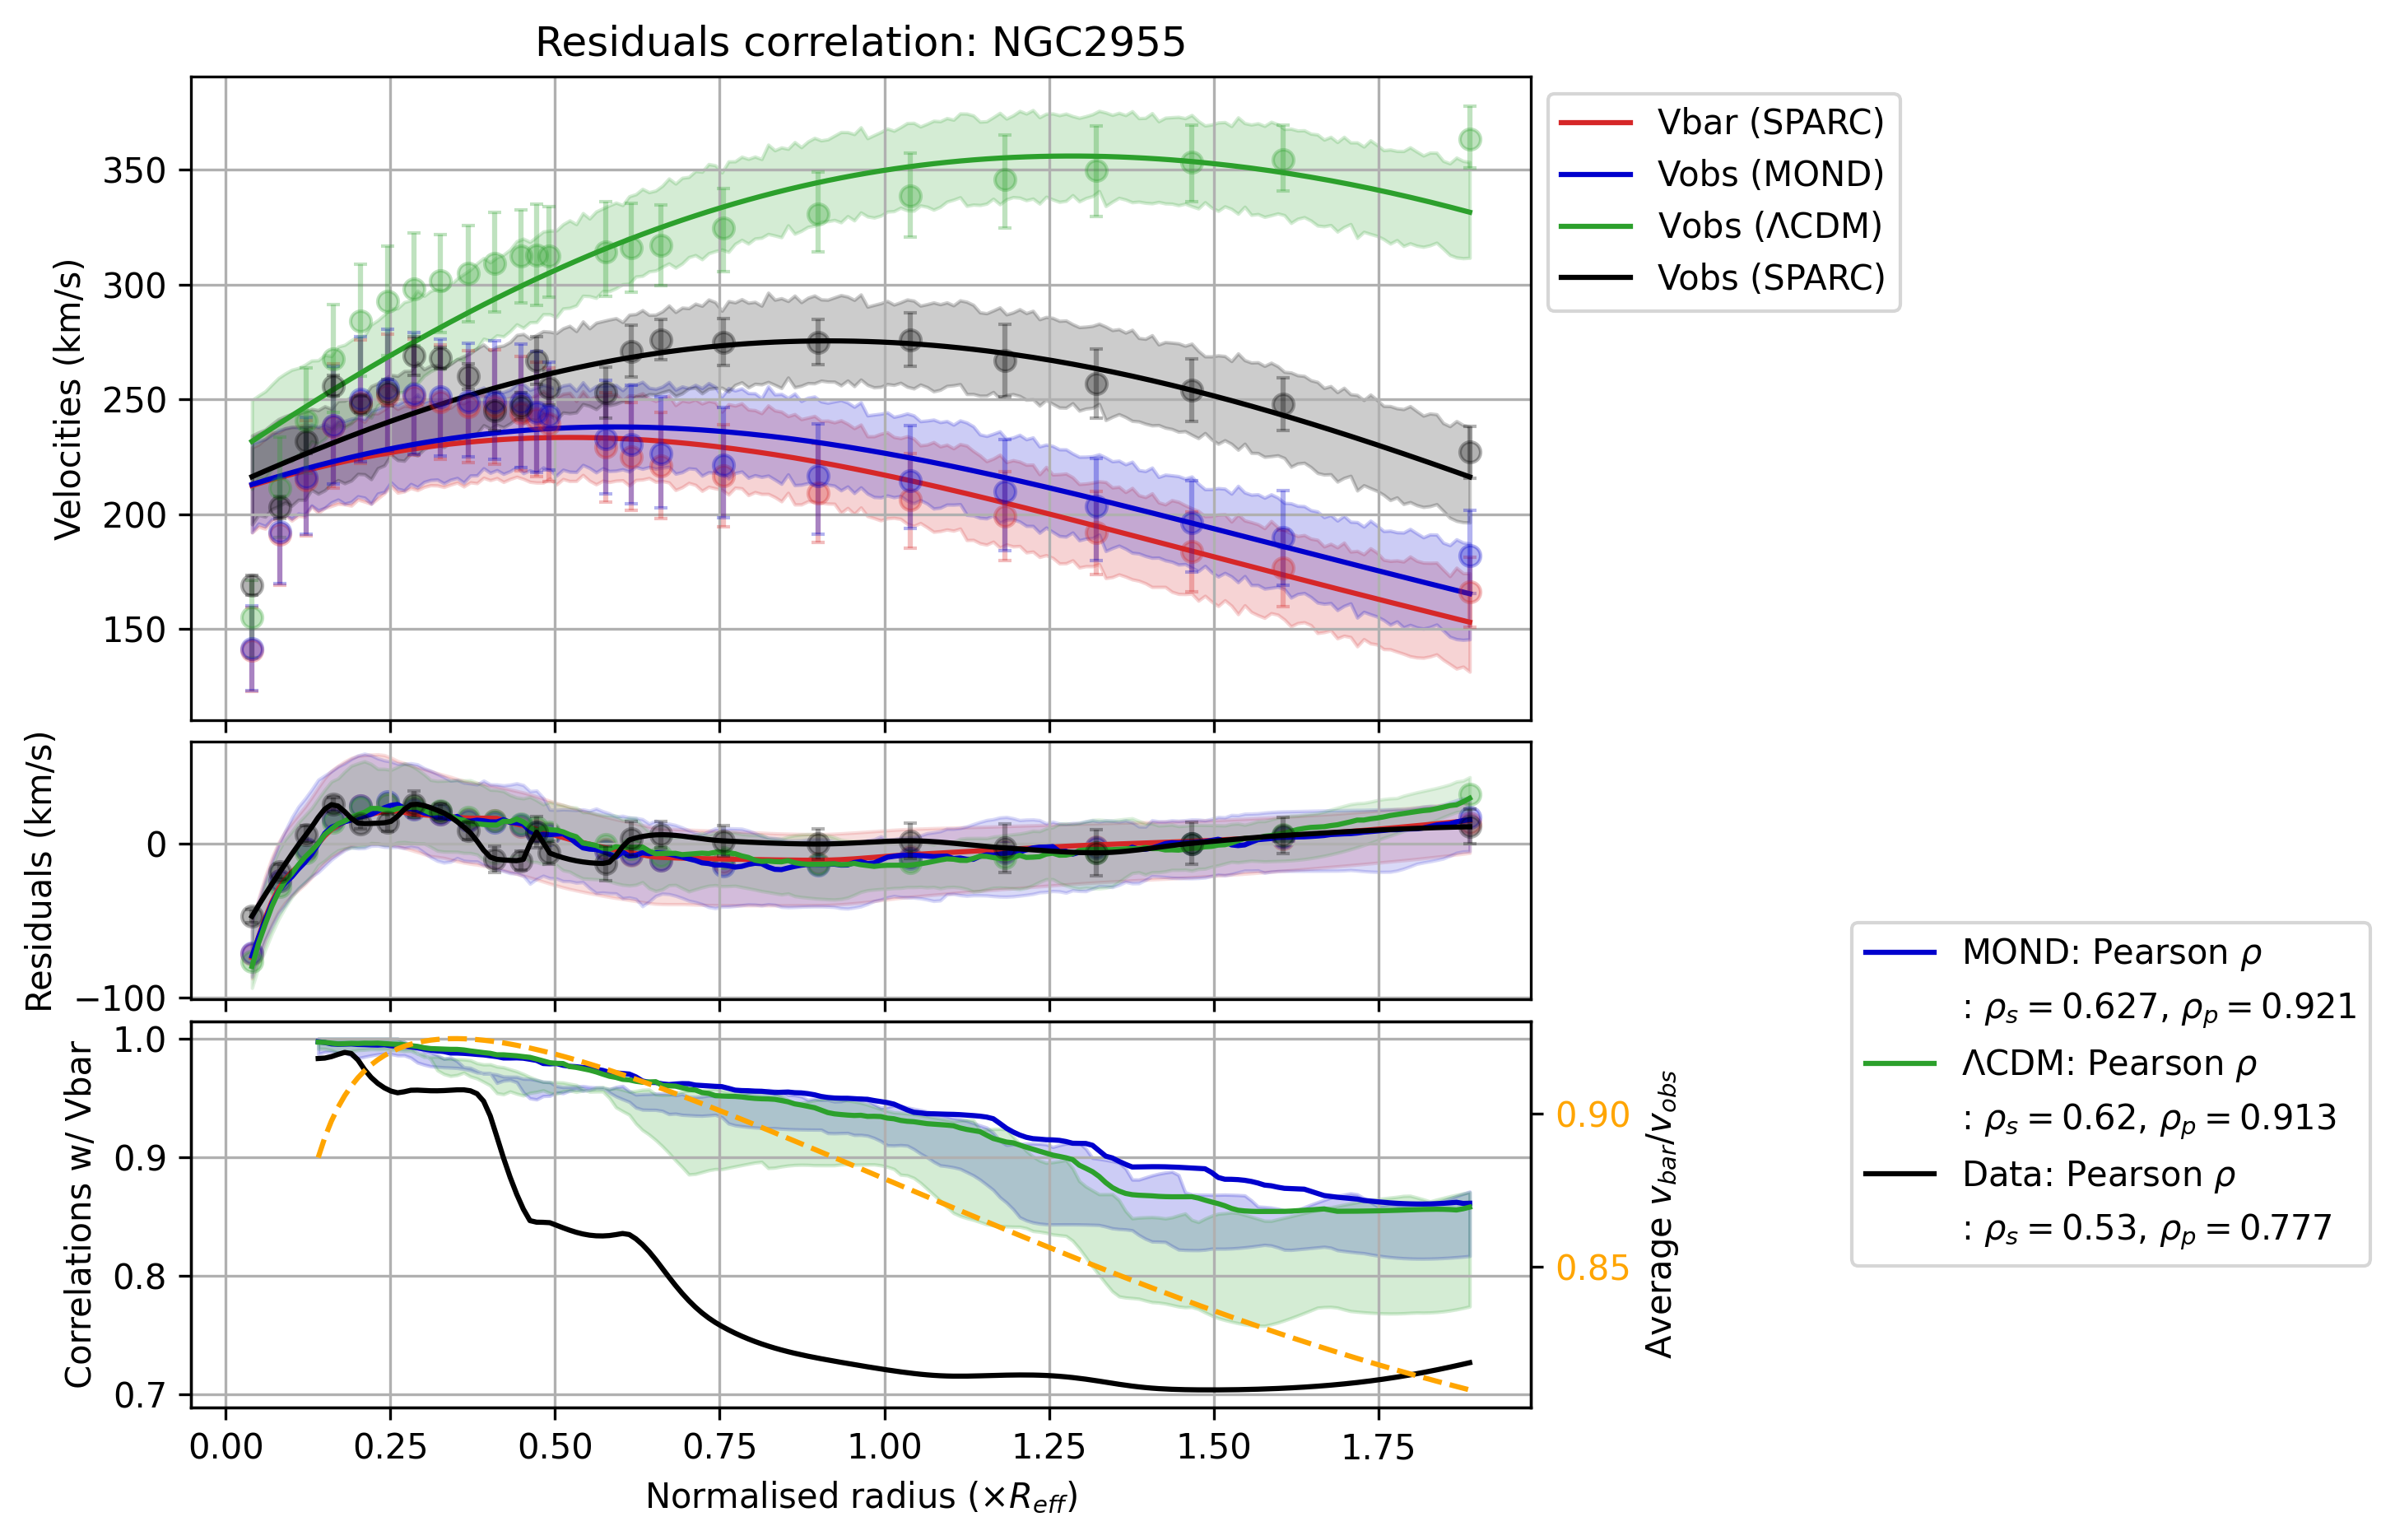 Residuals correlation: NGC2955
Velocities (km/s)
350
300
250
200
150
Vbar (SPARC)
Vobs (MOND)
Vobs (ΛCDM)
Vobs (SPARC)
Residuals (km/s)
0
−100
Correlations w/ Vbar
1.0
0.9
0.8
0.7
0.90
0.85
Average v_bar/v_obs
MOND: Pearson ρ
: ρ_s = 0.627, ρ_p = 0.921
ΛCDM: Pearson ρ
: ρ_s = 0.62, ρ_p = 0.913
Data: Pearson ρ
: ρ_s = 0.53, ρ_p = 0.777
0.00 0.25 0.50 0.75 1.00 1.25 1.50 1.75
Normalised radius (×R_eff)